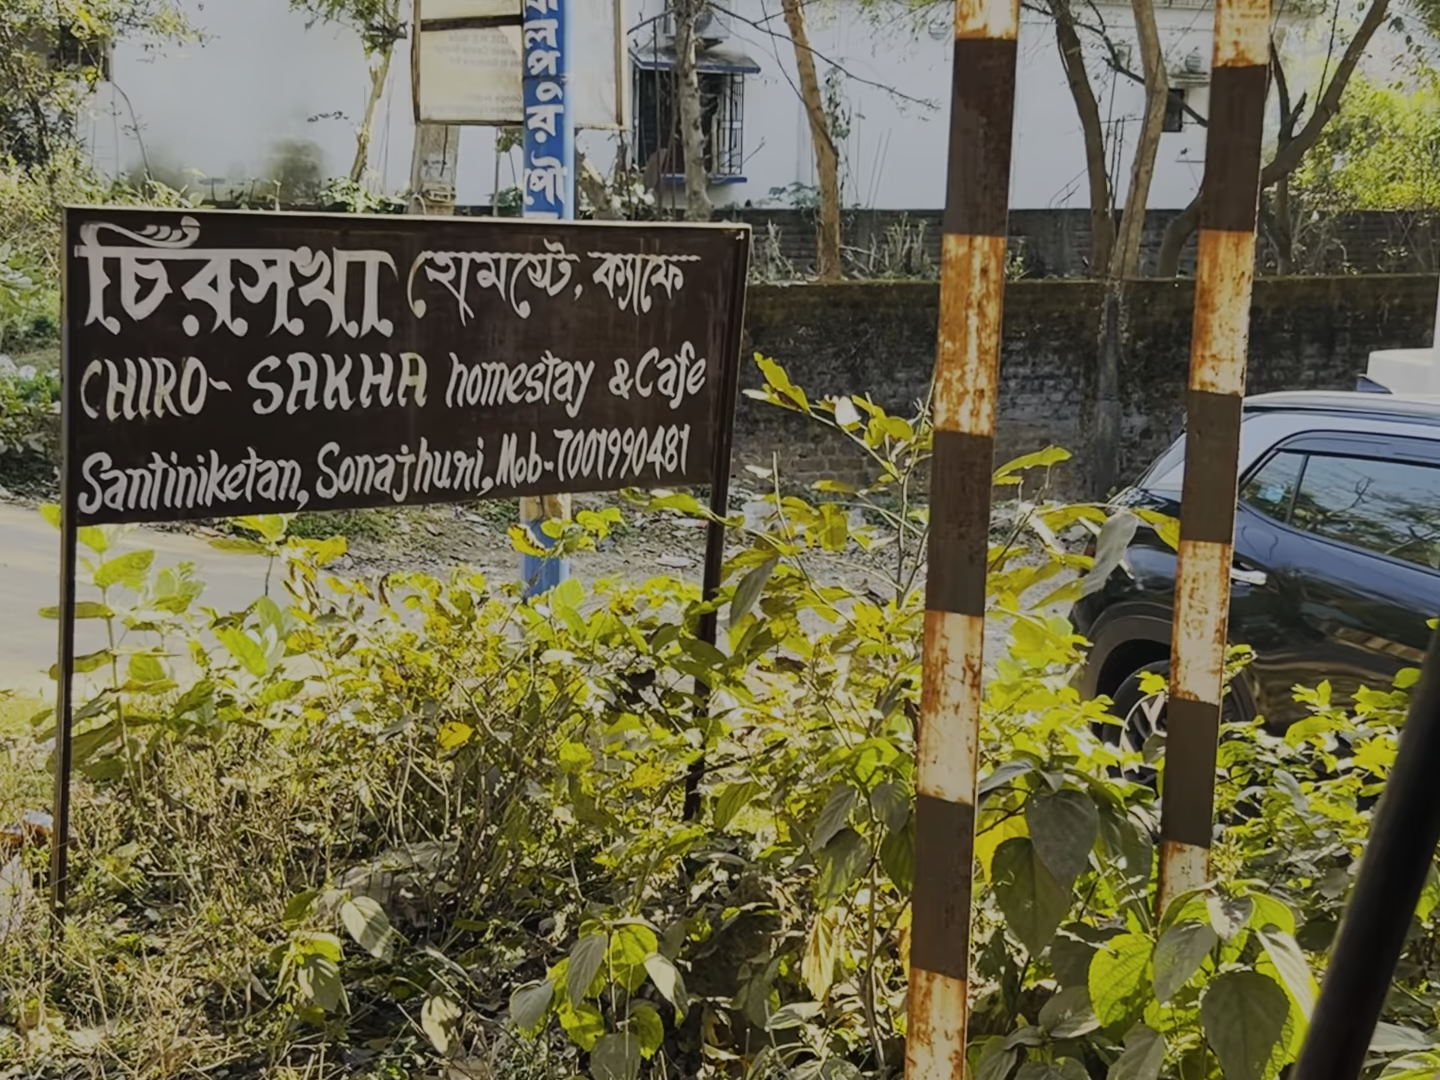 চিরসখা হোমস্টে, ক্যাফে
CHIRO- SAKHA homestay & Cafe
Santiniketan, Sonajhuri, Mob-7001990481